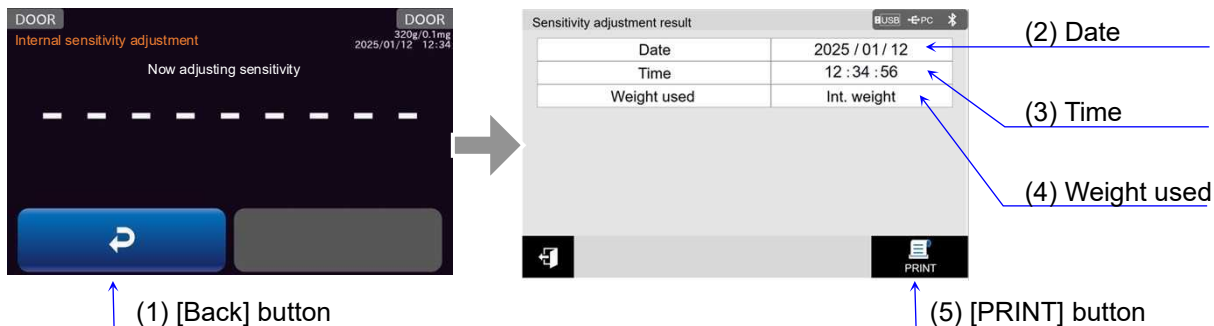 DOOR
DOOR
Internal sensitivity adjustment
320g/0.1mg
2025/01/12 12:34
Now adjusting sensitivity
(1) [Back] button
Sensitivity adjustment result
USB PC
Date 2025 / 01 / 12
Time 12 : 34 : 56
Weight used Int. weight
PRINT
(2) Date
(3) Time
(4) Weight used
(5) [PRINT] button